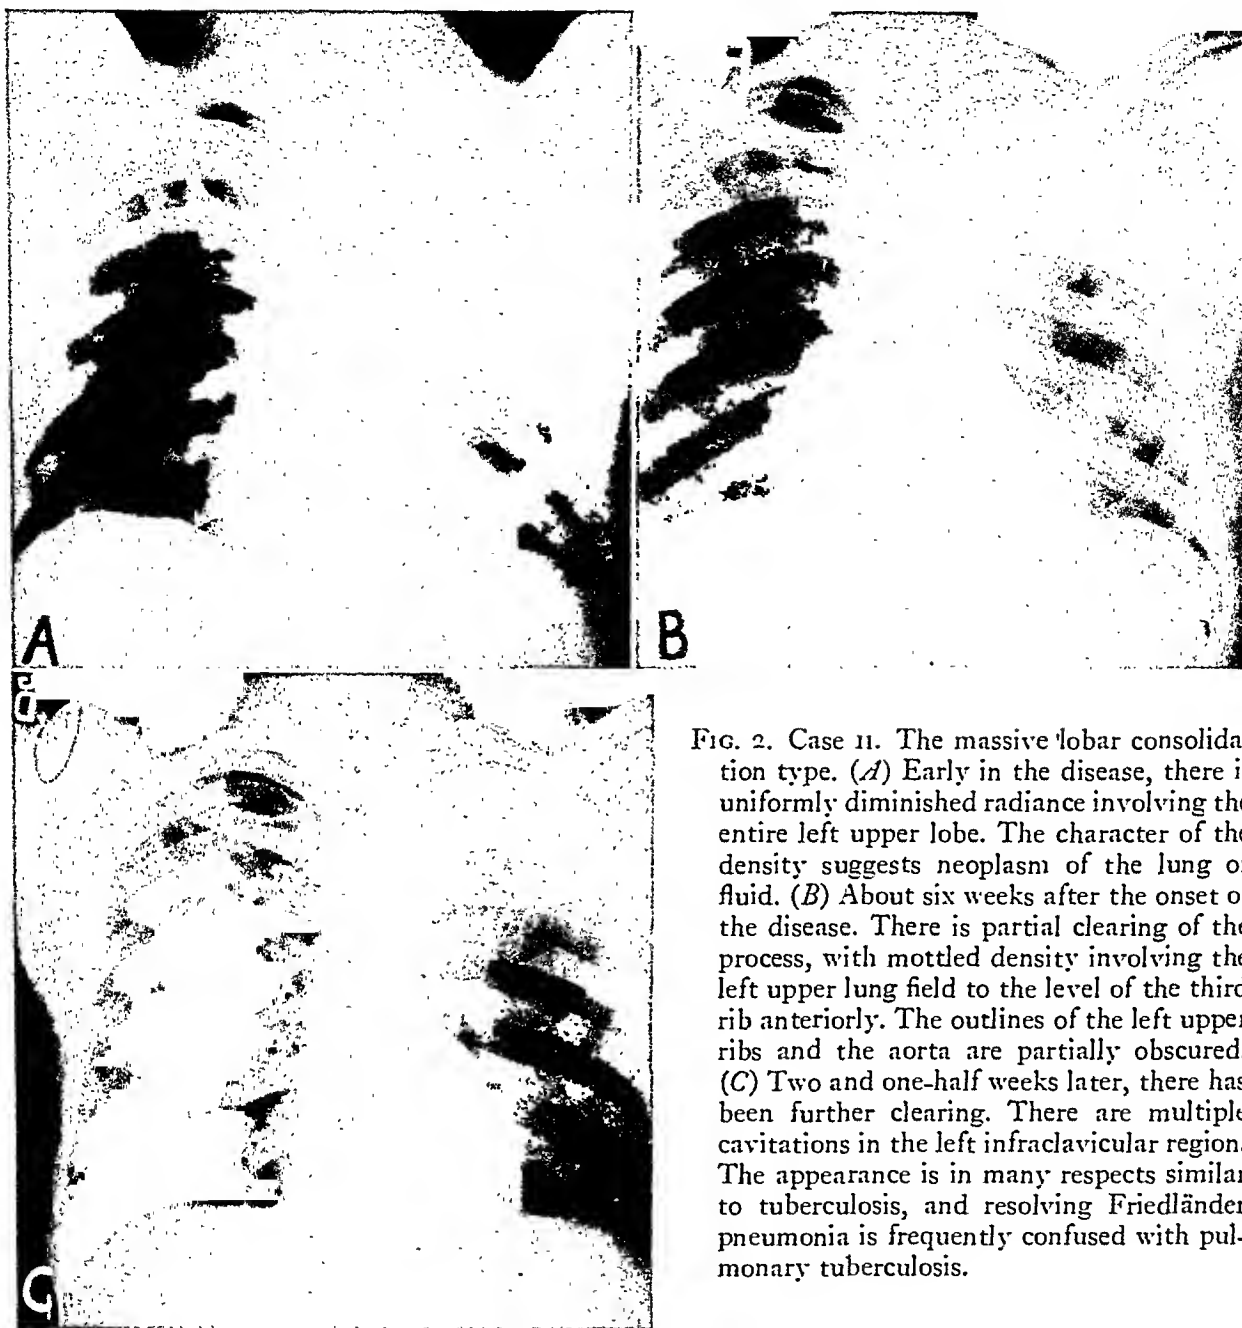 A
B
C
FIG. 2. Case II. The massive lobar consolida
tion type. (A) Early in the disease, there i
uniformly diminished radiance involving the
entire left upper lobe. The character of the
density suggests neoplasm of the lung o
fluid. (B) About six weeks after the onset o
the disease. There is partial clearing of the
process, with mottled density involving the
left upper lung field to the level of the third
rib anteriorly. The outlines of the left upper
ribs and the aorta are partially obscured.
(C) Two and one-half weeks later, there has
been further clearing. There are multiple
cavitations in the left infraclavicular region.
The appearance is in many respects similar
to tuberculosis, and resolving Friedländer
pneumonia is frequently confused with pul-
monary tuberculosis.